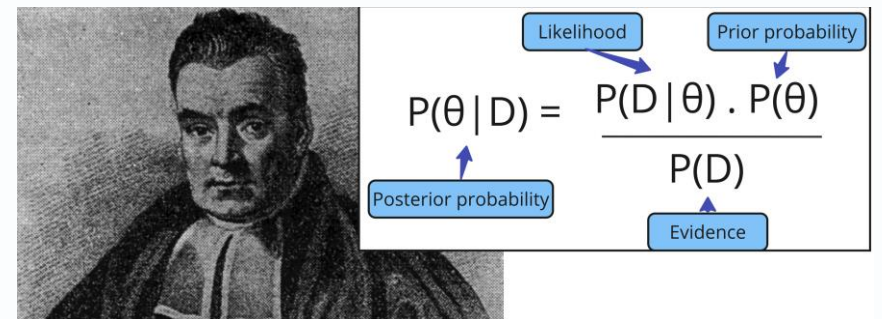 Likelihood Prior probability
P(θ|D) = P(D|θ) . P(θ)
P(D)
Posterior probability
Evidence